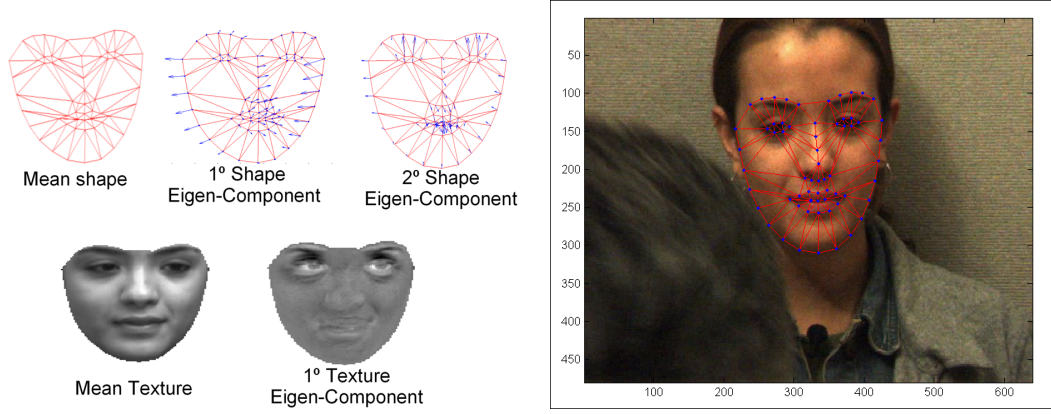 Mean shape
1º Shape
Eigen-Component
2º Shape
Eigen-Component
Mean Texture
1º Texture
Eigen-Component
50
100
150
200
250
300
350
400
450
100
200
300
400
500
600